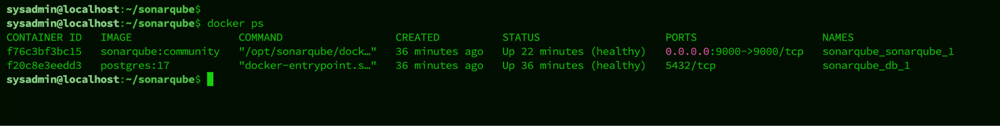 sysadmin@localhost:~/sonarqube$
sysadmin@localhost:~/sonarqube$ docker ps
CONTAINER ID   IMAGE                 COMMAND                  CREATED          STATUS                    PORTS                    NAMES
f76c3bf3bc15   sonarqube:community   "/opt/sonarqube/dock…"   36 minutes ago   Up 22 minutes (healthy)   0.0.0.0:9000->9000/tcp   sonarqube_sonarqube_1
f20c8e3eedd3   postgres:17           "docker-entrypoint.s…"   36 minutes ago   Up 36 minutes (healthy)   5432/tcp                 sonarqube_db_1
sysadmin@localhost:~/sonarqube$